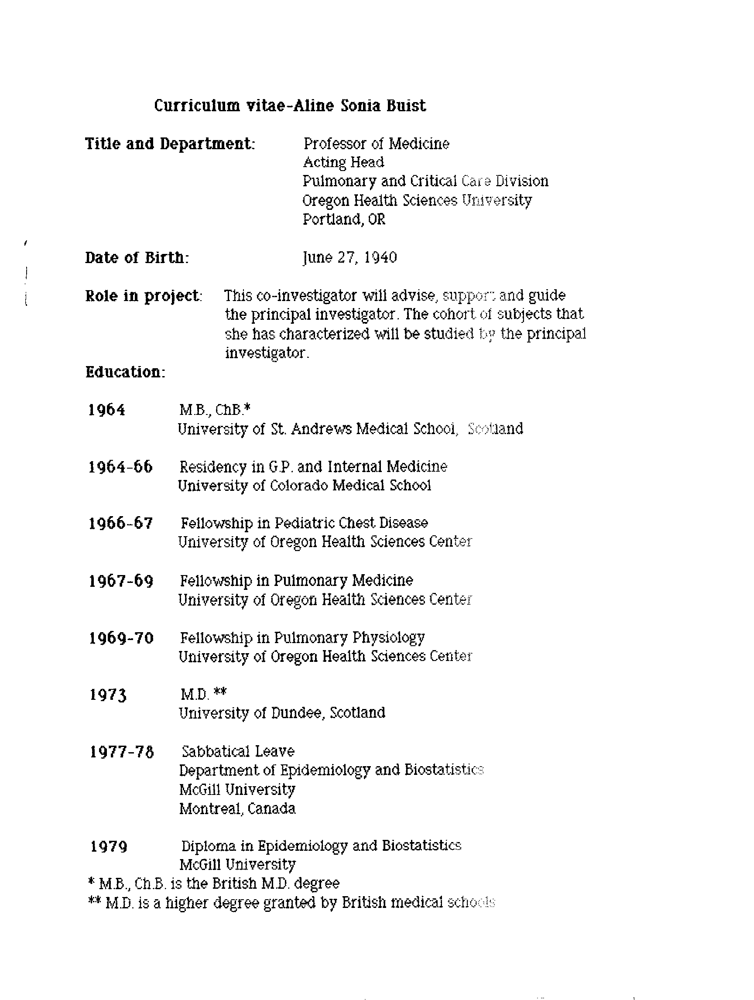 Curriculum vitae-Aline Sonia Buist
Title and Department: Professor of Medicine
Acting Head
Pulmonary and Critical Care Division
Oregon Health Sciences University
Portland, OR
Date of Birth: June 27, 1940
Role in project: This co-investigator will advise, support and guide
the principal investigator. The cohort of subjects that
she has characterized will be studied by the principal
investigator.
Education:
1964 M.B., ChB.*
University of St. Andrews Medical School, Scotland
1964-66 Residency in G.P. and Internal Medicine
University of Colorado Medical School
1966-67 Fellowship in Pediatric Chest Disease
University of Oregon Health Sciences Center
1967-69 Fellowship in Pulmonary Medicine
University of Oregon Health Sciences Center
1969-70 Fellowship in Pulmonary Physiology
University of Oregon Health Sciences Center
1973 M.D. **
University of Dundee, Scotland
1977-78 Sabbatical Leave
Department of Epidemiology and Biostatistics
McGill University
Montreal, Canada
1979 Diploma in Epidemiology and Biostatistics
McGill University
* M.B., Ch.B. is the British M.D. degree
** M.D. is a higher degree granted by British medical schools